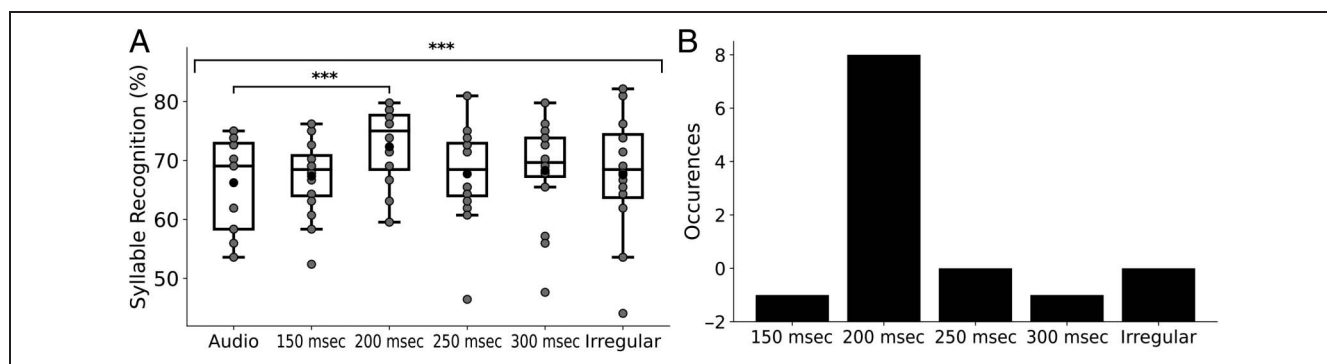 A
***
***
Syllable Recognition (%)
80
70
60
50
Audio 150 msec 200 msec 250 msec 300 msec Irregular
B
Occurences
8
6
4
2
0
−2
150 msec 200 msec 250 msec 300 msec Irregular